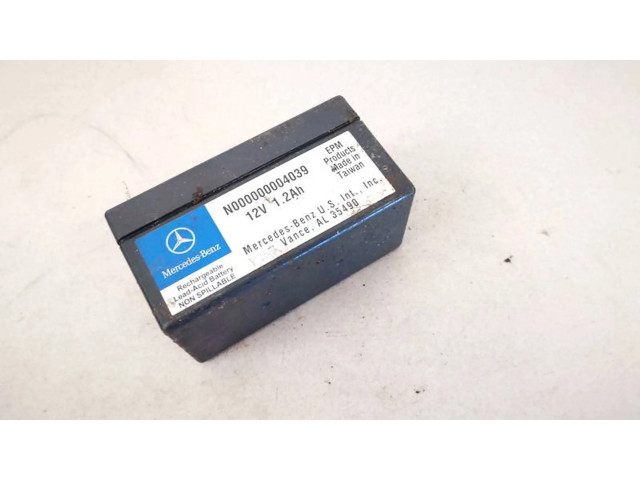 Mercedes-Benz
Rechargeable
Lead-Acid Battery
NON SPILLABLE
N000000004039
12V 1.2Ah
Mercedes-Benz U.S. Int., Inc.
Vance, AL 35490
EPM
Products
Made in
Taiwan